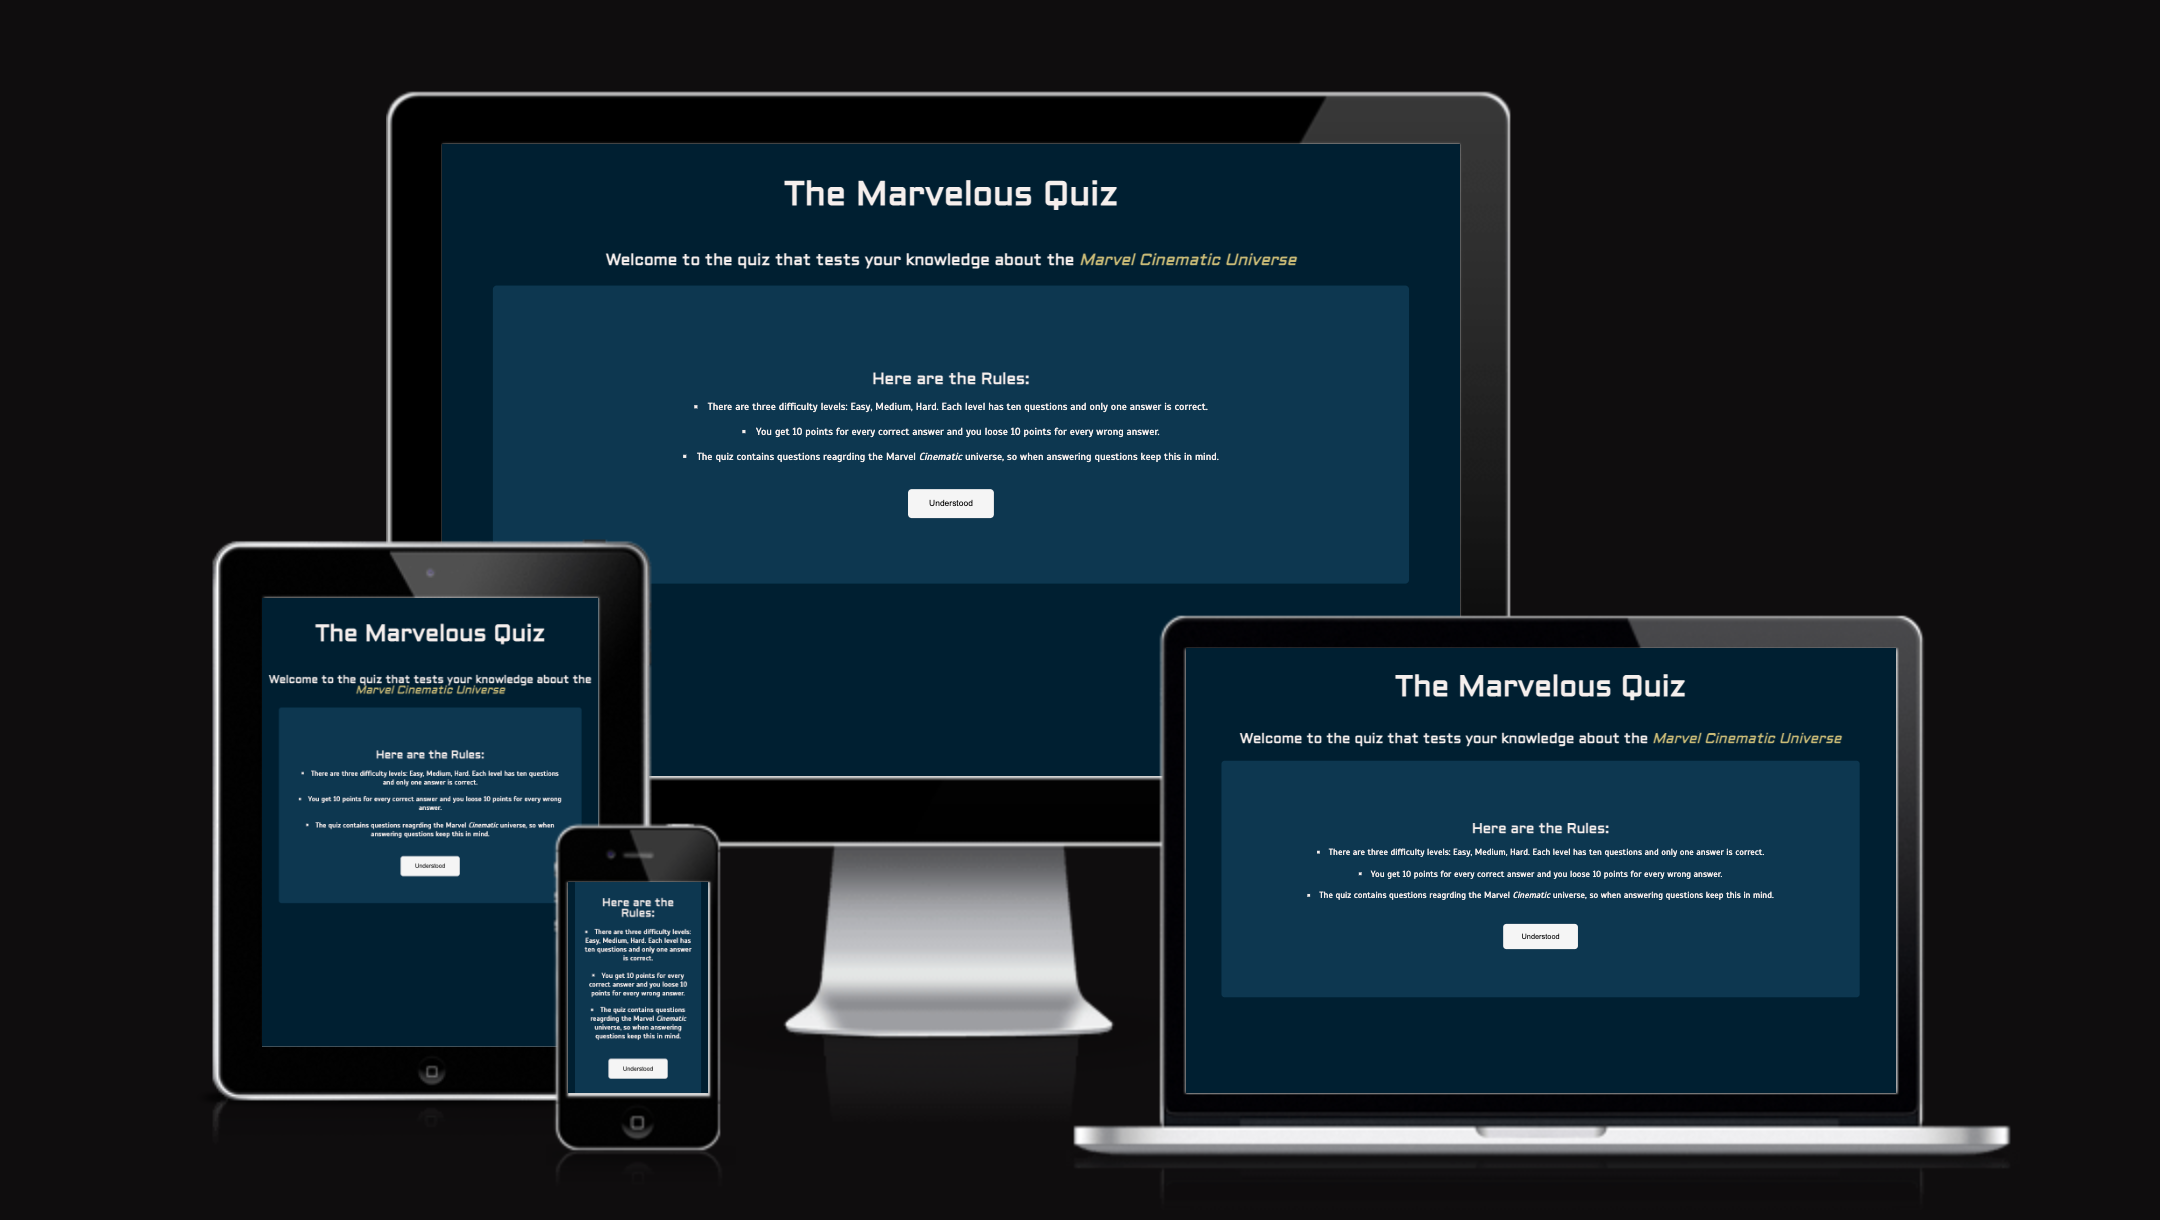 The Marvelous Quiz
Welcome to the quiz that tests your knowledge about the Marvel Cinematic Universe
Here are the Rules:
▪ There are three difficulty levels: Easy, Medium, Hard. Each level has ten questions and only one answer is correct.
▪ You get 10 points for every correct answer and you loose 10 points for every wrong answer.
▪ The quiz contains questions reagrding the Marvel Cinematic universe, so when answering questions keep this in mind.
Understood
The Marvelous Quiz
Welcome to the quiz that tests your knowledge about the
Marvel Cinematic Universe
Here are the Rules:
▪ There are three difficulty levels: Easy, Medium, Hard. Each level has ten questions
and only one answer is correct.
▪ You get 10 points for every correct answer and you loose 10 points for every wrong
answer.
▪ The quiz contains questions reagrding the Marvel Cinematic universe, so when
answering questions keep this in mind.
Understood
Here are the
Rules:
▪ There are three difficulty levels:
Easy, Medium, Hard. Each level has
ten questions and only one answer
is correct.
▪ You get 10 points for every
correct answer and you loose 10
points for every wrong answer.
▪ The quiz contains questions
reagrding the Marvel Cinematic
universe, so when answering
questions keep this in mind.
Understood
The Marvelous Quiz
Welcome to the quiz that tests your knowledge about the Marvel Cinematic Universe
Here are the Rules:
▪ There are three difficulty levels: Easy, Medium, Hard. Each level has ten questions and only one answer is correct.
▪ You get 10 points for every correct answer and you loose 10 points for every wrong answer.
▪ The quiz contains questions reagrding the Marvel Cinematic universe, so when answering questions keep this in mind.
Understood